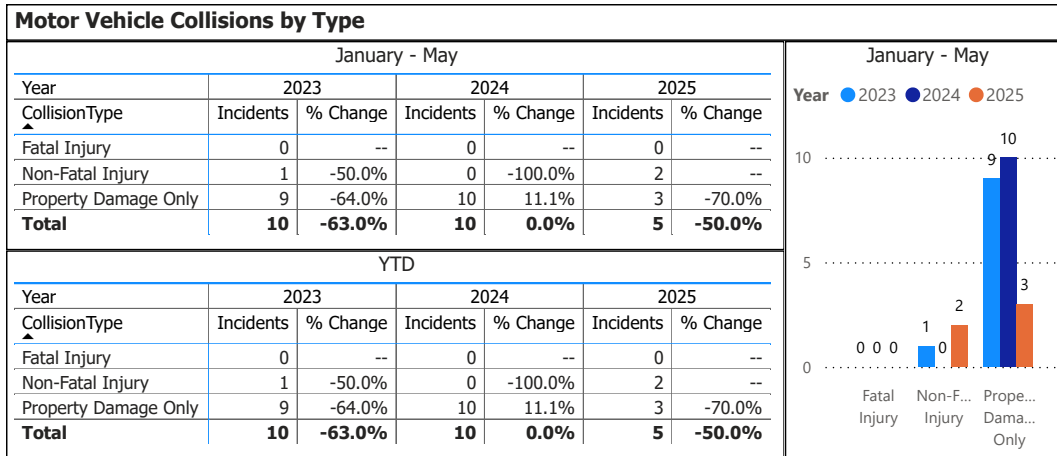 Motor Vehicle Collisions by Type
January - May
Year 2023 2024 2025
CollisionType Incidents % Change Incidents % Change Incidents % Change
Fatal Injury 0 -- 0 -- 0 --
Non-Fatal Injury 1 -50.0% 0 -100.0% 2 --
Property Damage Only 9 -64.0% 10 11.1% 3 -70.0%
Total 10 -63.0% 10 0.0% 5 -50.0%
YTD
Year 2023 2024 2025
CollisionType Incidents % Change Incidents % Change Incidents % Change
Fatal Injury 0 -- 0 -- 0 --
Non-Fatal Injury 1 -50.0% 0 -100.0% 2 --
Property Damage Only 9 -64.0% 10 11.1% 3 -70.0%
Total 10 -63.0% 10 0.0% 5 -50.0%
January - May
Year 2023 2024 2025
10
5
0
0 0 0
1 0 2
9 10 3
Fatal Non-F... Prope...
Injury Injury Dama...
Only